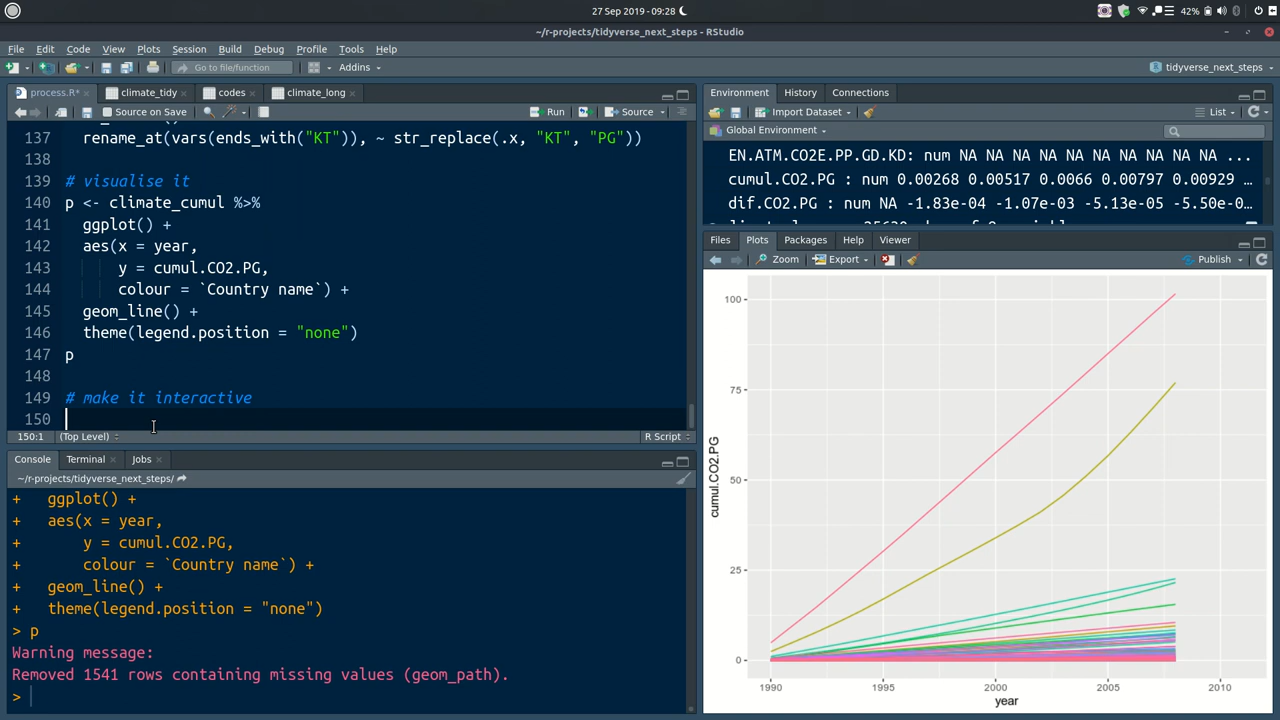 27 Sep 2019 - 09:28
42%
~/r-projects/tidyverse_next_steps - RStudio
File Edit Code View Plots Session Build Debug Profile Tools Help
Go to file/function
Addins
tidyverse_next_steps
process.R* climate_tidy codes climate_long
Source on Save Run Source
137 rename_at(vars(ends_with("KT")), ~ str_replace(.x, "KT", "PG"))
138
139 # visualise it
140 p <- climate_cumul %>%
141 ggplot() +
142 aes(x = year,
143 y = cumul.CO2.PG,
144 colour = `Country name`) +
145 geom_line() +
146 theme(legend.position = "none")
147 p
148
149 # make it interactive
150
150:1 (Top Level) R Script
Console Terminal Jobs
~/r-projects/tidyverse_next_steps/
+ ggplot() +
+ aes(x = year,
+ y = cumul.CO2.PG,
+ colour = `Country name`) +
+ geom_line() +
+ theme(legend.position = "none")
> p
Warning message:
Removed 1541 rows containing missing values (geom_path).
>
Environment History Connections
Import Dataset List
Global Environment
EN.ATM.CO2E.PP.GD.KD: num NA NA NA NA NA NA NA NA ...
cumul.CO2.PG : num 0.00268 0.00517 0.0066 0.00797 0.00929 …
dif.CO2.PG : num NA -1.83e-04 -1.07e-03 -5.13e-05 -5.50e-0…
Files Plots Packages Help Viewer
Zoom Export Publish
100
75
50
25
0
cumul.CO2.PG
1990 1995 2000 2005 2010
year